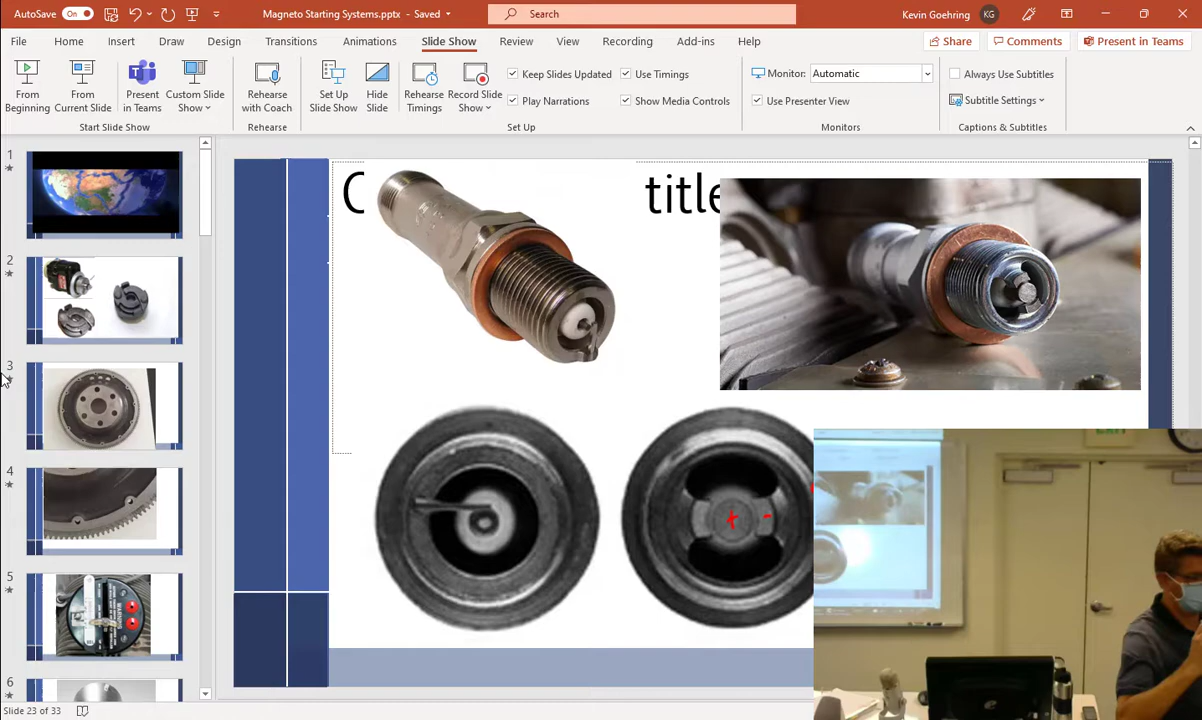 AutoSave On Magneto Starting Systems.pptx - Saved Search Kevin Goehring KG
File Home Insert Draw Design Transitions Animations Slide Show Review View Recording Add-ins Help Share Comments Present in Teams
From Beginning
From Current Slide
Present in Teams
Custom Slide Show
Rehearse with Coach
Set Up Slide Show
Hide Slide
Rehearse Timings
Record Slide Show
Keep Slides Updated
Use Timings
Play Narrations
Show Media Controls
Monitor: Automatic
Use Presenter View
Always Use Subtitles
Subtitle Settings
Start Slide Show Rehearse Set Up Monitors Captions & Subtitles
1
2
3
4
5
6
C title
+ -
Slide 23 of 33